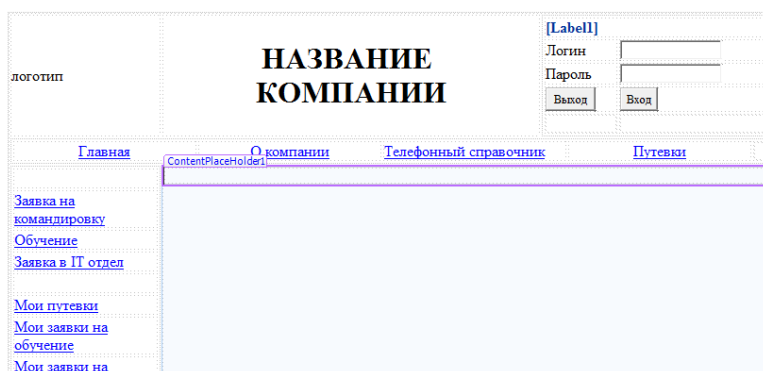 [Label1]
логотип
НАЗВАНИЕ
КОМПАНИИ
Логин
Пароль
Выход Вход
Главная О компании Телефонный справочник Путевки
ContentPlaceHolder1
Заявка на
командировку
Обучение
Заявка в IT отдел
Мои путевки
Мои заявки на
обучение
Мои заявки на